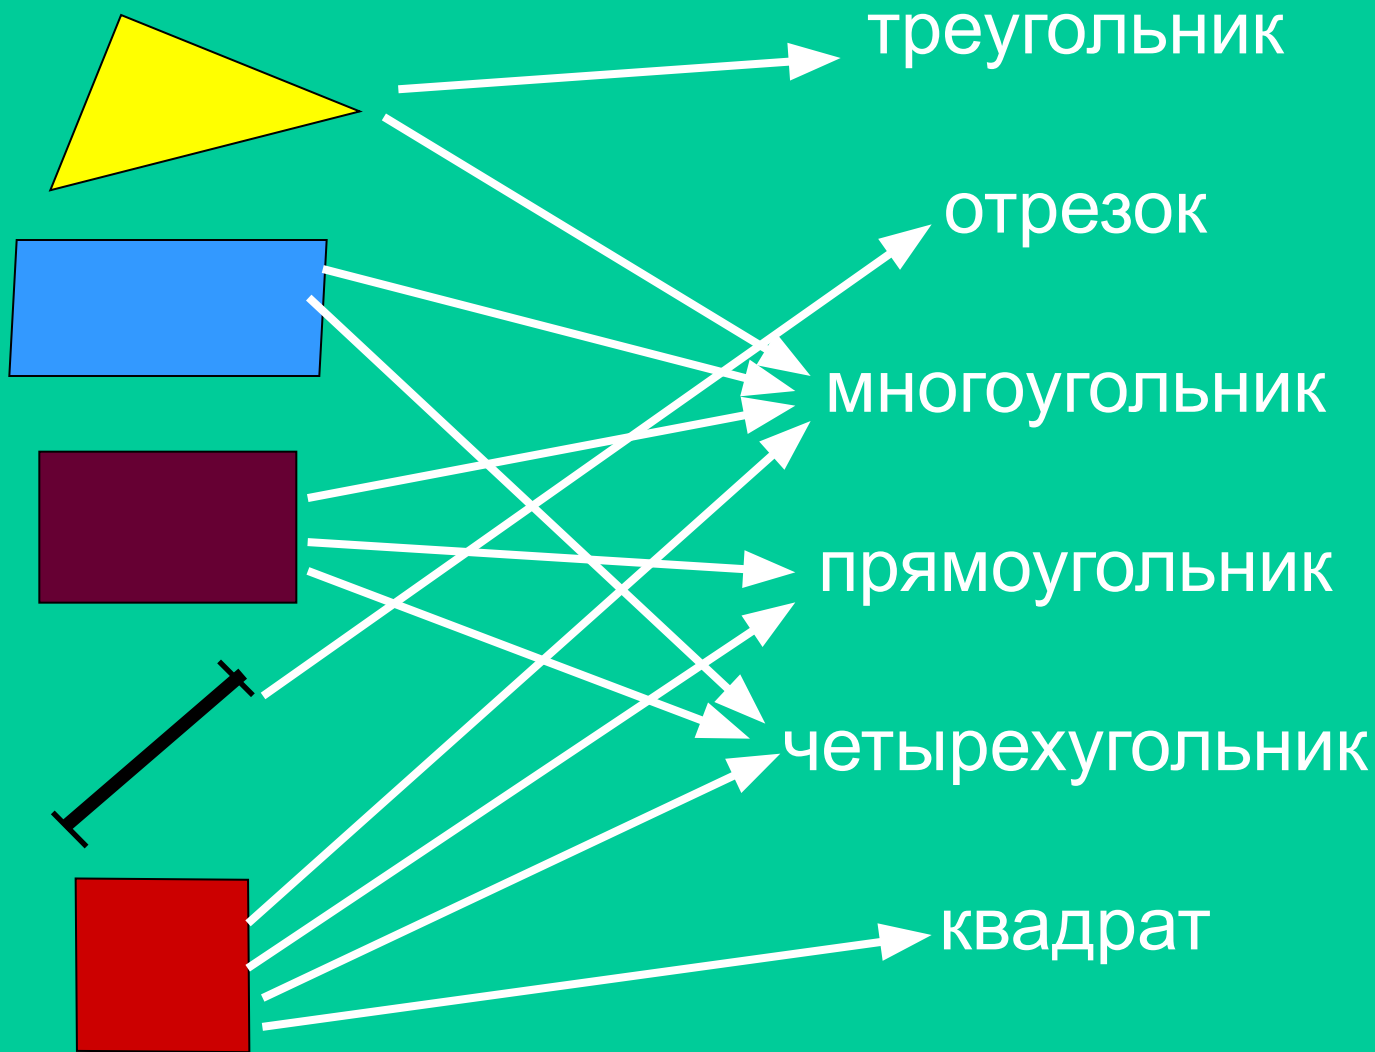 треугольник
отрезок
многоугольник
прямоугольник
четырехугольник
квадрат